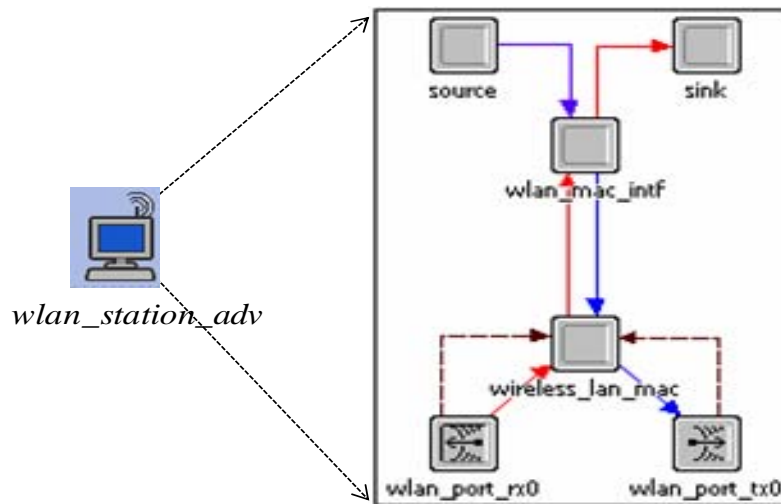 source
sink
wlan_mac_intf
wlan_station_adv
wireless_lan_mac
wlan_port_rx0
wlan_port_tx0